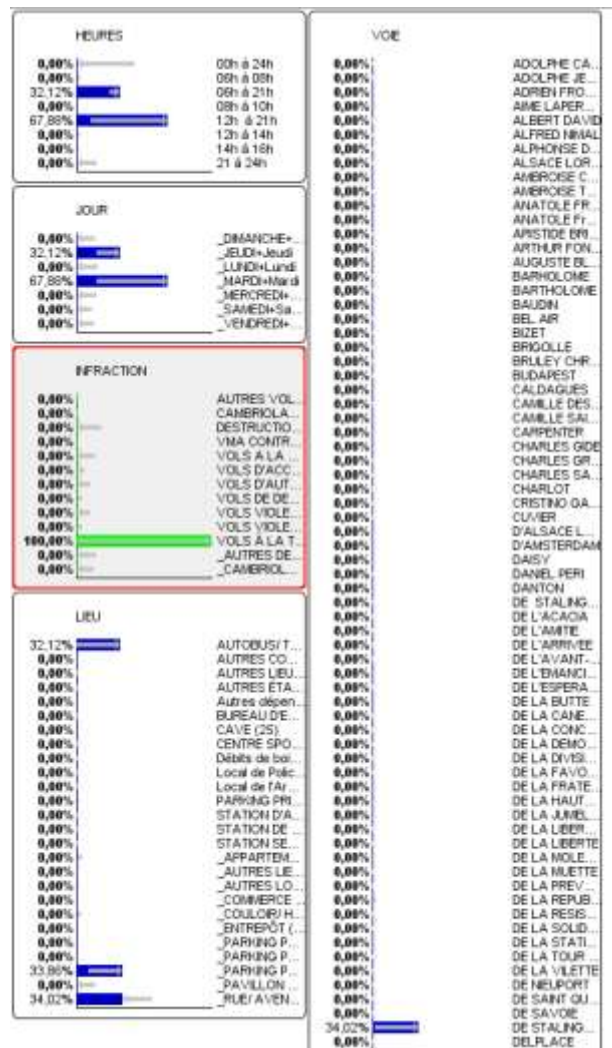 HEURES
0,00% 00h à 24h
0,00% 06h à 08h
32,12% 06h à 21h
0,00% 08h à 10h
67,88% 12h à 21h
0,00% 12h à 14h
0,00% 14h à 16h
0,00% 21 à 24h
JOUR
0,00% _DIMANCHE+...
32,12% _JEUDI+Jeudi
0,00% _LUNDI+Lundi
67,88% _MARDI+Mardi
0,00% _MERCREDI+...
0,00% _SAMEDI+Sa...
0,00% _VENDREDI+...
INFRACTION
0,00% AUTRES VOL...
0,00% CAMBRIOLA...
0,00% DESTRUCTIO...
0,00% VMA CONTR...
0,00% VOLS A LA ...
0,00% VOLS D'ACC...
0,00% VOLS D'AUT...
0,00% VOLS DE DE...
0,00% VOLS VIOLE...
0,00% VOLS VIOLE...
100,00% VOLS A LA T...
0,00% _AUTRES DE...
0,00% _CAMBRIOL...
LIEU
32,12% AUTOBUS/ T...
0,00% AUTRES CO...
0,00% AUTRES LIEU...
0,00% AUTRES ÉTA...
0,00% Autres dépen...
0,00% BUREAU D'E...
0,00% CAVE (25)
0,00% CENTRE SPO...
0,00% Débits de boi...
0,00% Local de Polic...
0,00% Local de l'Ar...
0,00% PARKING PRI...
0,00% STATION D'A...
0,00% STATION DE ...
0,00% STATION SE...
0,00% _APPARTEM...
0,00% _AUTRES LIE...
0,00% _AUTRES LO...
0,00% _COMMERCE ...
0,00% _COULOIR/ H...
0,00% _ENTREPÔT (...
0,00% _PARKING P...
0,00% _PARKING P...
33,86% _PARKING P...
0,00% _PAVILLON ...
34,02% _RUE/ AVEN...
VOIE
0,00% ADOLPHE CA...
0,00% ADOLPHE JE...
0,00% ADRIEN FRO...
0,00% AIME LAPER...
0,00% ALBERT DAVID
0,00% ALFRED NIMAL
0,00% ALPHONSE D...
0,00% ALSACE LOR...
0,00% AMBROISE C...
0,00% AMBROISE T...
0,00% ANATOLE FR...
0,00% ANATOLE Fr...
0,00% ARISTIDE BRI...
0,00% ARTHUR FON...
0,00% AUGUSTE BL...
0,00% BARHOLOME
0,00% BARTHOLOME
0,00% BAUDIN
0,00% BEL AIR
0,00% BIZET
0,00% BRIGOLLE
0,00% BRULEY CHR...
0,00% BUDAPEST
0,00% CALDAGUES
0,00% CAMILLE DES...
0,00% CAMILLE SAI...
0,00% CARPENTER
0,00% CHARLES GIDE
0,00% CHARLES GR...
0,00% CHARLES SA...
0,00% CHARLOT
0,00% CRISTINO GA...
0,00% CUVIER
0,00% D'ALSACE L...
0,00% D'AMSTERDAM
0,00% DAISY
0,00% DANIEL PERI
0,00% DANTON
0,00% DE STALING...
0,00% DE L'ACACIA
0,00% DE L'AMITIE
0,00% DE L'ARRIVEE
0,00% DE L'AVANT-...
0,00% DE L'EMANCI...
0,00% DE L'ESPERA...
0,00% DE LA BUTTE
0,00% DE LA CANE...
0,00% DE LA CONC...
0,00% DE LA DEMO...
0,00% DE LA DIVISI...
0,00% DE LA FAVO...
0,00% DE LA FRATE...
0,00% DE LA HAUT...
0,00% DE LA JUMEL...
0,00% DE LA LIBER...
0,00% DE LA LIBERTE
0,00% DE LA MOLE...
0,00% DE LA MUETTE
0,00% DE LA PREV...
0,00% DE LA REPUB...
0,00% DE LA RESIS...
0,00% DE LA SOLID...
0,00% DE LA STATI...
0,00% DE LA TOUR ...
0,00% DE LA VILETTE
0,00% DE NIEUPORT
0,00% DE SAINT QU...
0,00% DE SAVOIE
34,02% DE STALING...
0,00% DELPLACE